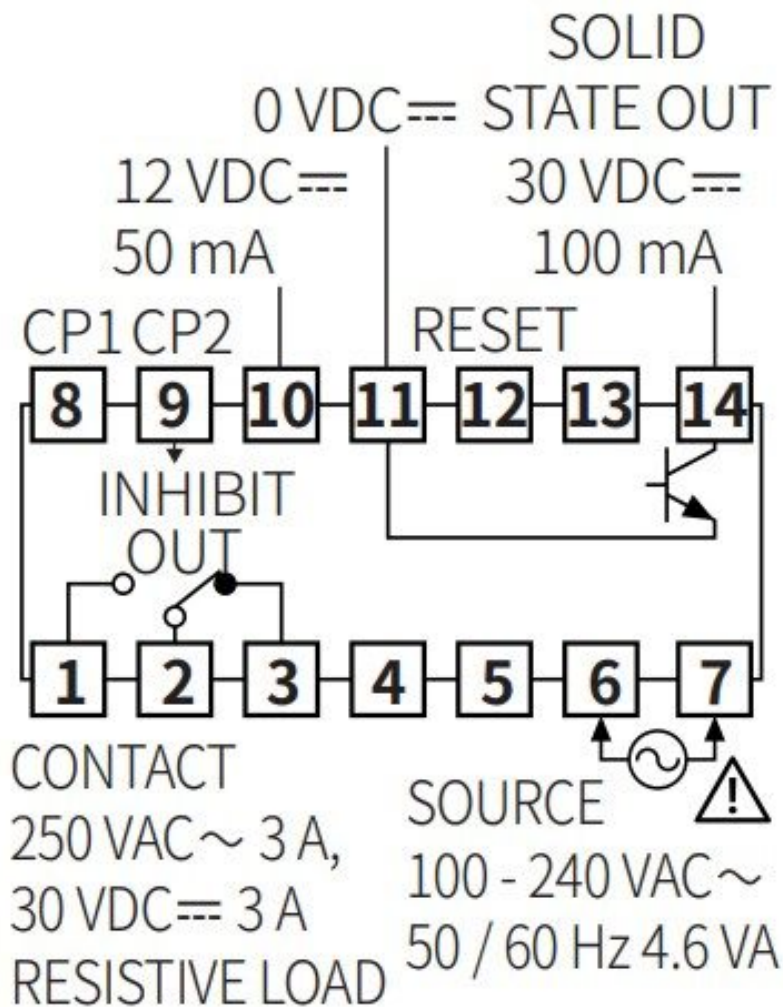 SOLID
0 VDC⎓ STATE OUT
12 VDC⎓ 30 VDC⎓
50 mA 100 mA
CP1 CP2 RESET
8 9 10 11 12 13 14
INHIBIT
OUT
1 2 3 4 5 6 7
CONTACT
250 VAC～ 3 A,
30 VDC⎓ 3 A
RESISTIVE LOAD
!
SOURCE
100 - 240 VAC～
50 / 60 Hz 4.6 VA